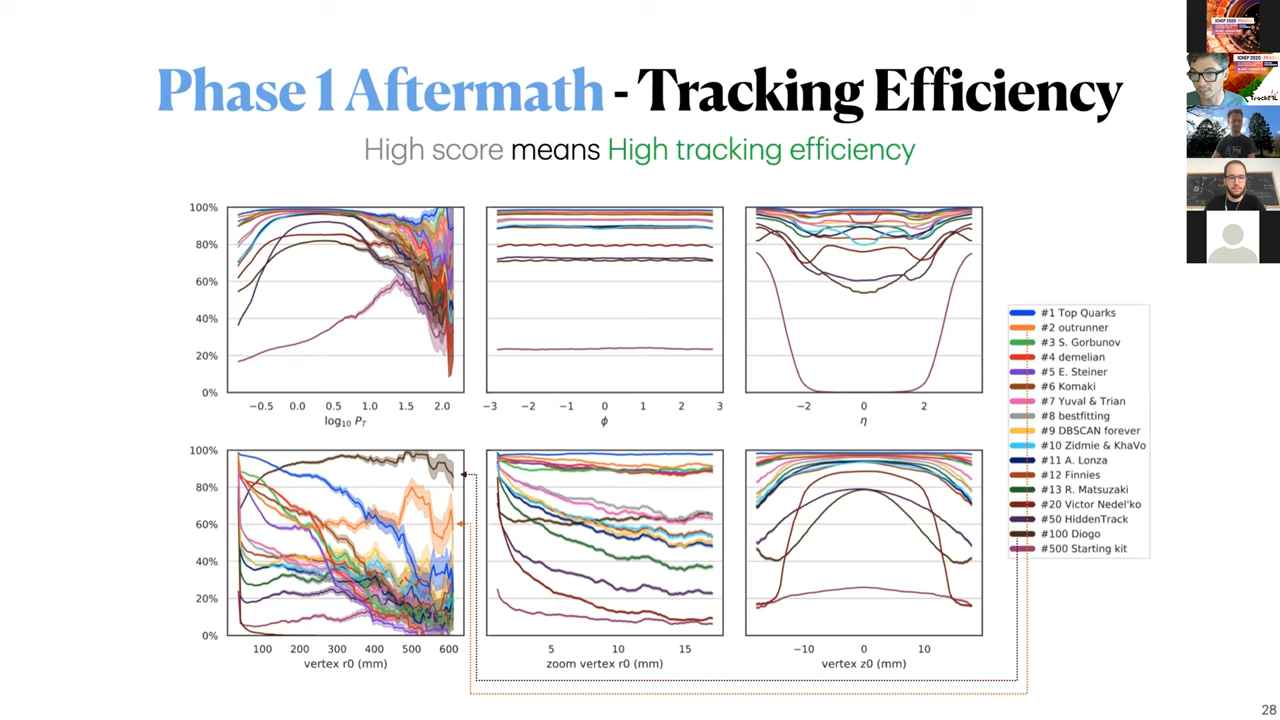 Phase 1 Aftermath - Tracking Efficiency
High score means High tracking efficiency
100%
80%
60%
40%
20%
0%
−0.5 0.0 0.5 1.0 1.5 2.0
log10 PT
−3 −2 −1 0 1 2 3
ϕ
−2 0 2
η
#1 Top Quarks
#2 outrunner
#3 S. Gorbunov
#4 demelian
#5 E. Steiner
#6 Komaki
#7 Yuval & Trian
#8 bestfitting
#9 DBSCAN forever
#10 Zidmie & KhaVo
#11 A. Lonza
#12 Finnies
#13 R. Matsuzaki
#20 Victor Nedel'ko
#50 HiddenTrack
#100 Diogo
#500 Starting kit
100%
80%
60%
40%
20%
0%
100 200 300 400 500 600
vertex r0 (mm)
5 10 15
zoom vertex r0 (mm)
−10 0 10
vertex z0 (mm)
28
ICHEP 2020
ICHEP 2020